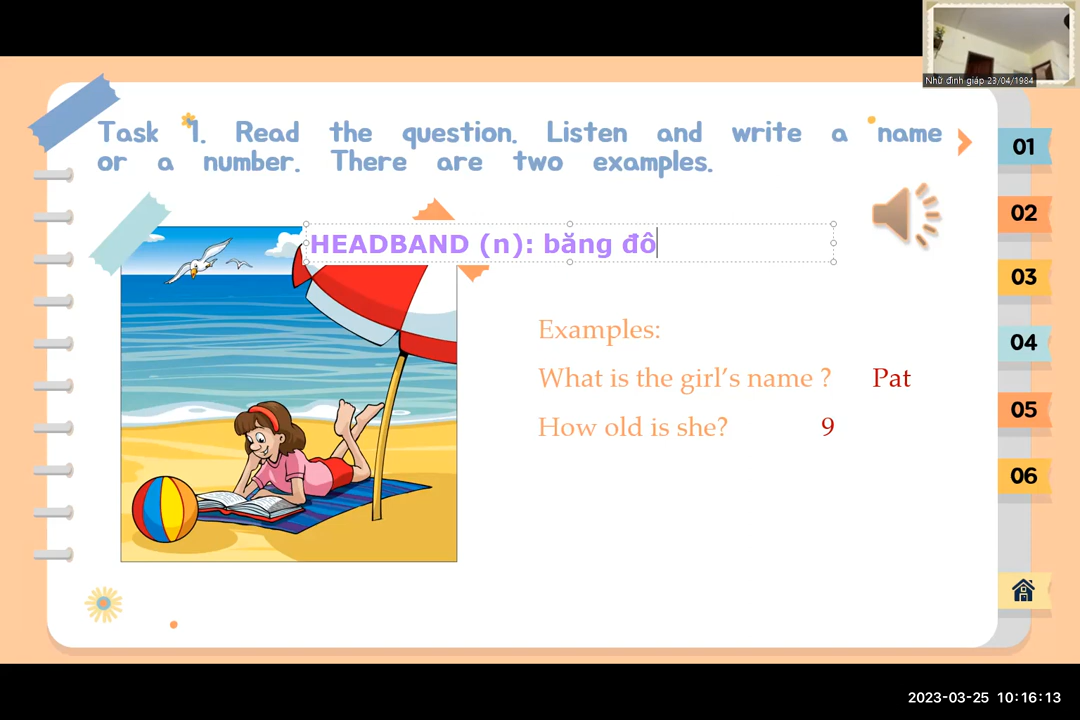 Nhữ đình giáp 23/04/1984
Task 1. Read the question. Listen and write a name
or a number. There are two examples.
HEADBAND (n): băng đô
Examples:
What is the girl’s name ? Pat
How old is she? 9
01
02
03
04
05
06
2023-03-25 10:16:13